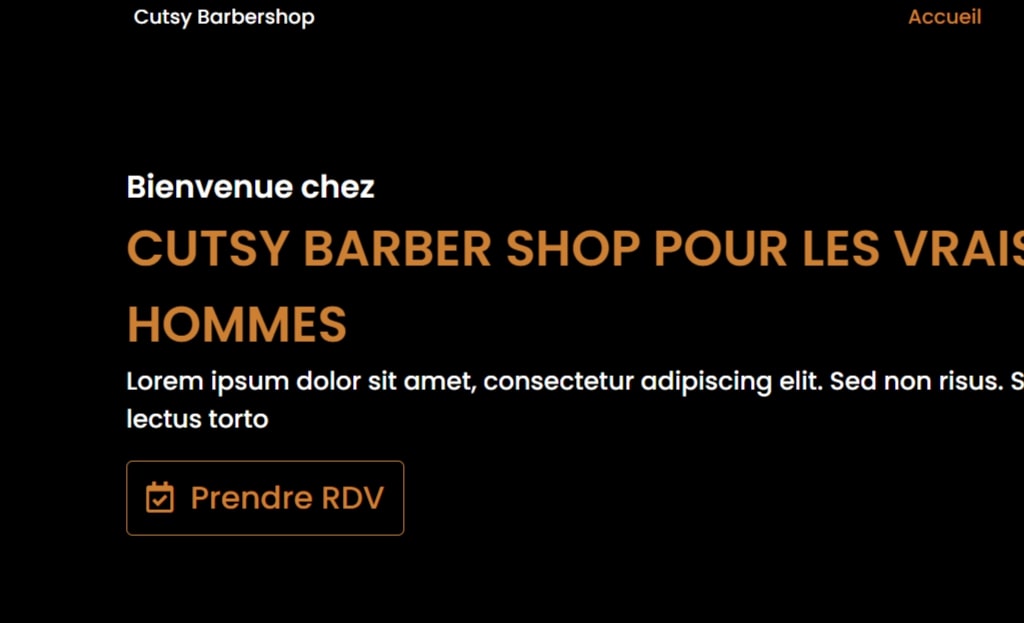 Cutsy Barbershop Accueil
Bienvenue chez
CUTSY BARBER SHOP POUR LES VRAIS
HOMMES
Lorem ipsum dolor sit amet, consectetur adipiscing elit. Sed non risus. S
lectus torto
Prendre RDV